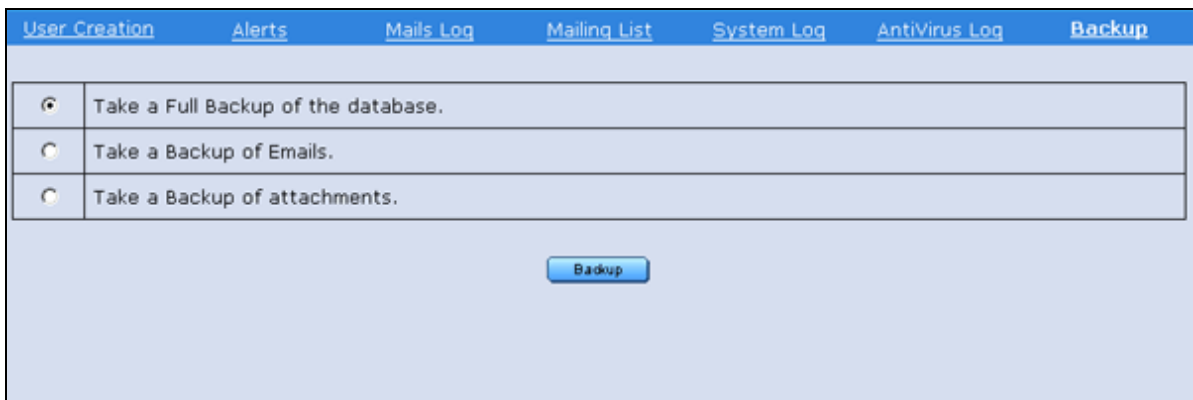 User Creation Alerts Mails Log Mailing List System Log AntiVirus Log Backup
Take a Full Backup of the database.
Take a Backup of Emails.
Take a Backup of attachments.
Backup